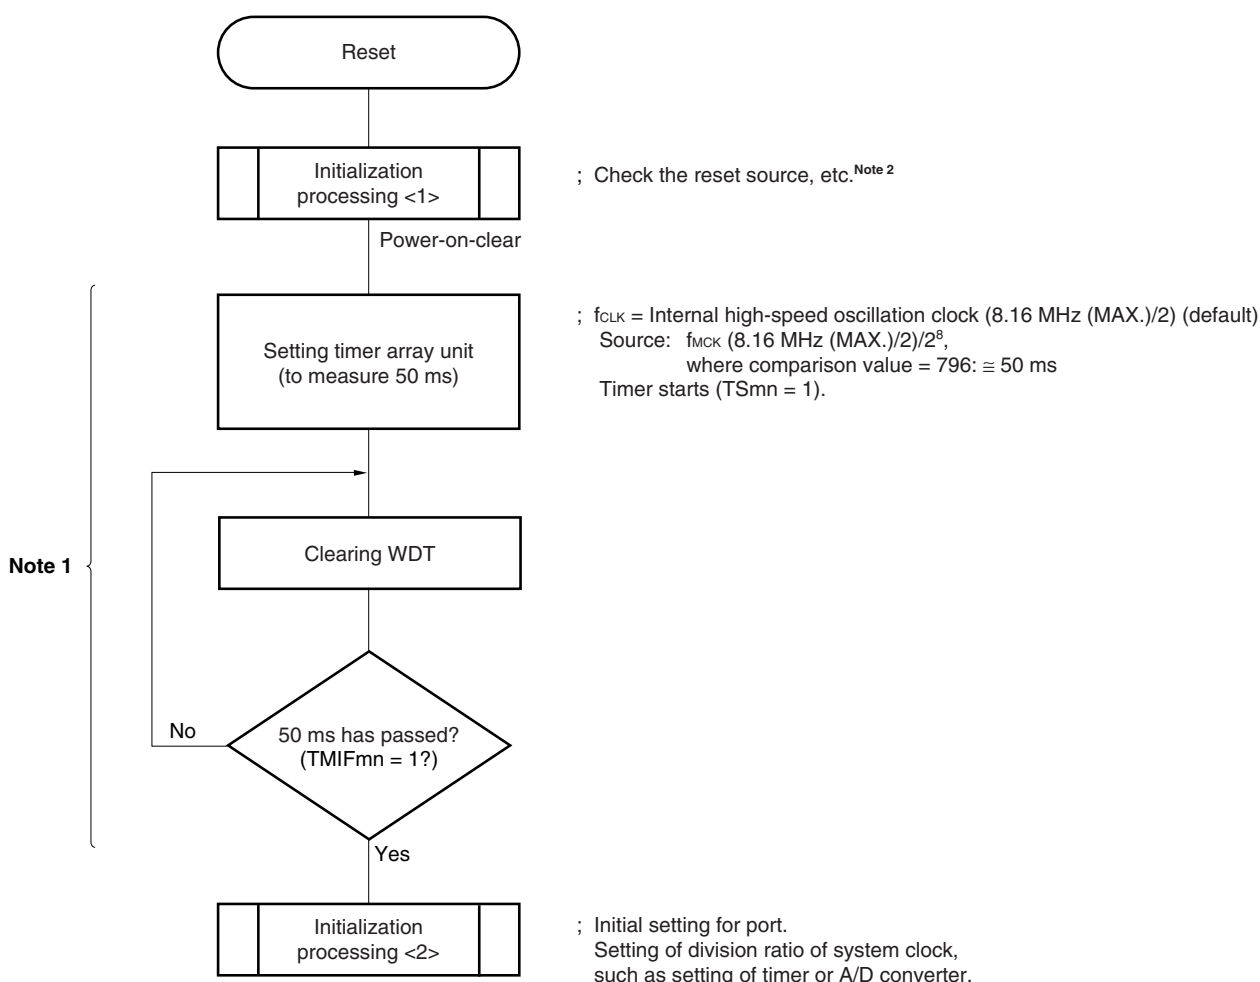 Reset
Initialization
processing <1>
; Check the reset source, etc.Note 2
Power-on-clear
Setting timer array unit
(to measure 50 ms)
; fCLK = Internal high-speed oscillation clock (8.16 MHz (MAX.)/2) (default)
Source: fMCK (8.16 MHz (MAX.)/2)/2⁸,
where comparison value = 796: ≅ 50 ms
Timer starts (TSmn = 1).
Note 1
Clearing WDT
No
50 ms has passed?
(TMIFmn = 1?)
Yes
Initialization
processing <2>
; Initial setting for port.
Setting of division ratio of system clock,
such as setting of timer or A/D converter.